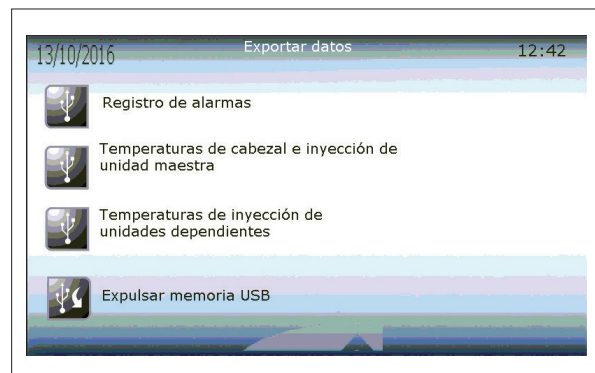 13/10/2016 Exportar datos 12:42
Registro de alarmas
Temperaturas de cabezal e inyección de
unidad maestra
Temperaturas de inyección de
unidades dependientes
Expulsar memoria USB